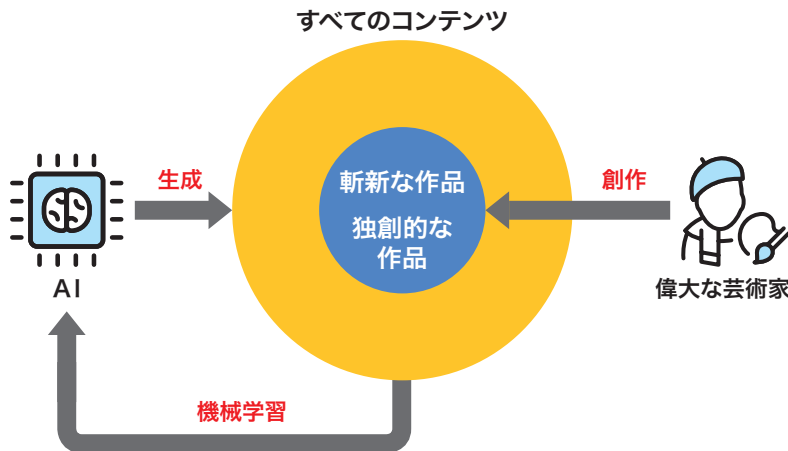 すべてのコンテンツ
生成
斬新な作品
独創的な
作品
創作
AI
偉大な芸術家
機械学習